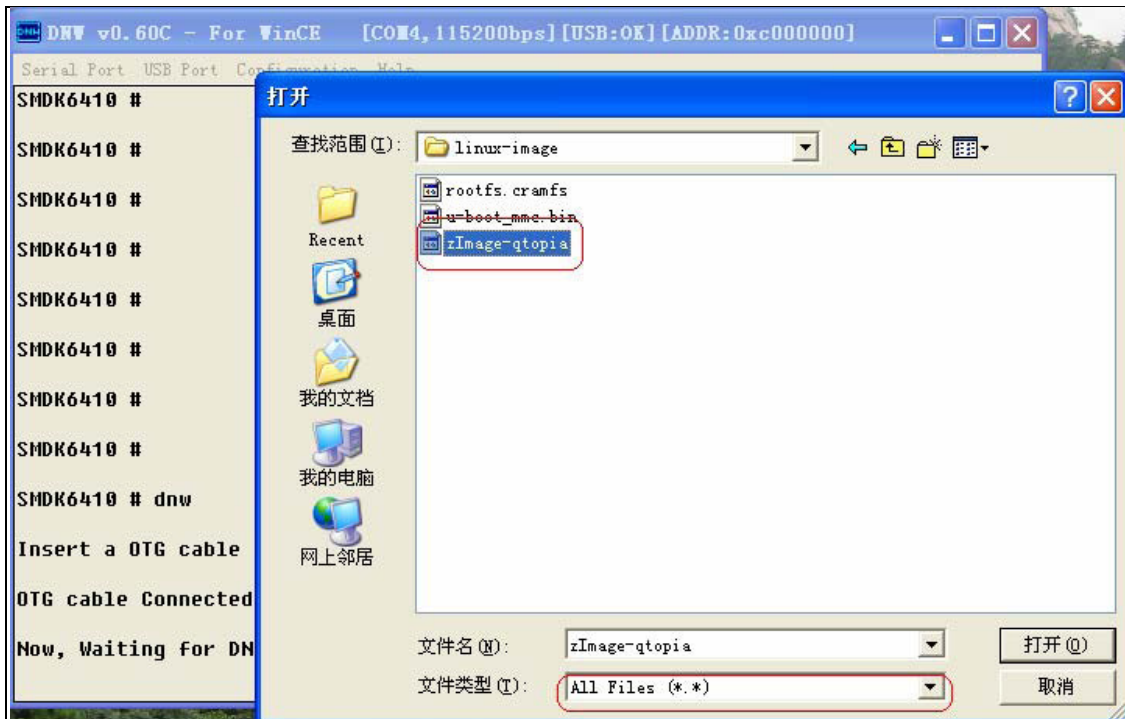 DNW v0.60C - For WinCE [COM4,115200bps][USB:OK][ADDR:0xc000000]
Serial Port USB Port Configuration Help
SMDK6410 #
SMDK6410 #
SMDK6410 #
SMDK6410 #
SMDK6410 #
SMDK6410 #
SMDK6410 #
SMDK6410 #
SMDK6410 # dnw
Insert a OTG cable
OTG cable Connected
Now, Waiting for DN
打开
查找范围(I):
linux-image
Recent
桌面
我的文档
我的电脑
网上邻居
rootfs.cramfs
u-boot_mmc.bin
zImage-qtopia
文件名(N):
zImage-qtopia
打开(O)
文件类型(T):
All Files (*.*)
取消